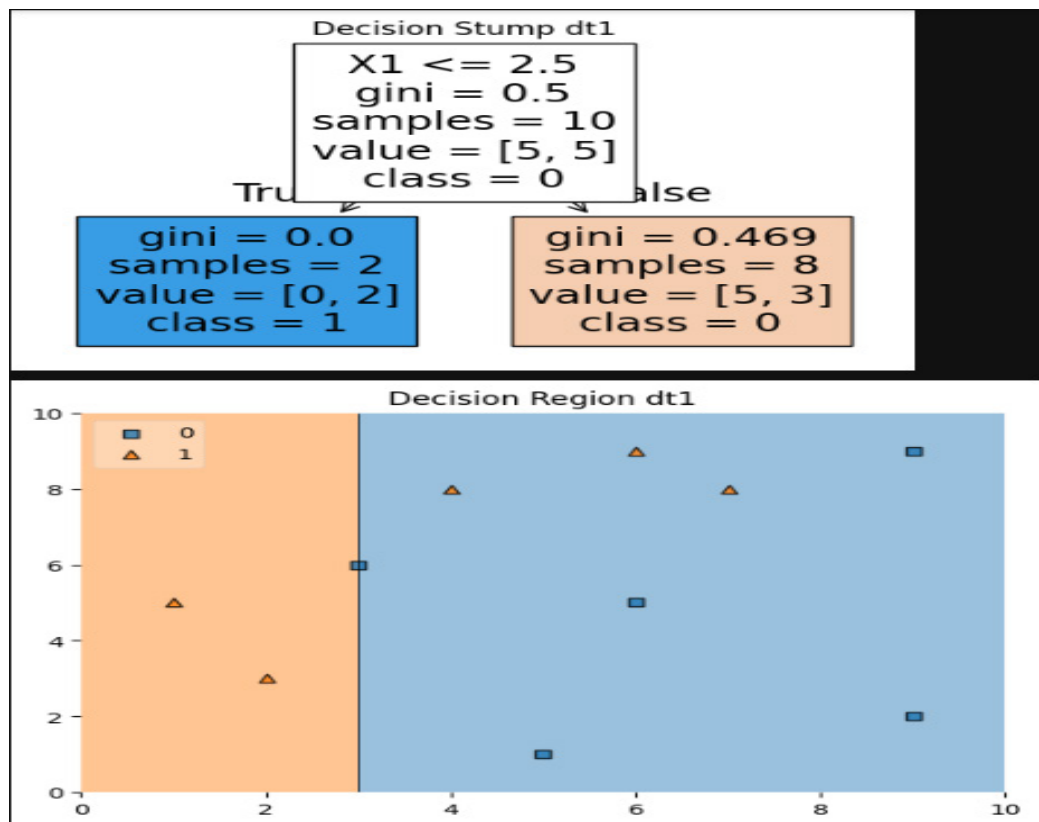 Decision Stump dt1
X1 <= 2.5
gini = 0.5
samples = 10
value = [5, 5]
class = 0
Tru
alse
gini = 0.0
samples = 2
value = [0, 2]
class = 1
gini = 0.469
samples = 8
value = [5, 3]
class = 0
Decision Region dt1
10
8
6
4
2
0
0
1
0
2
4
6
8
10